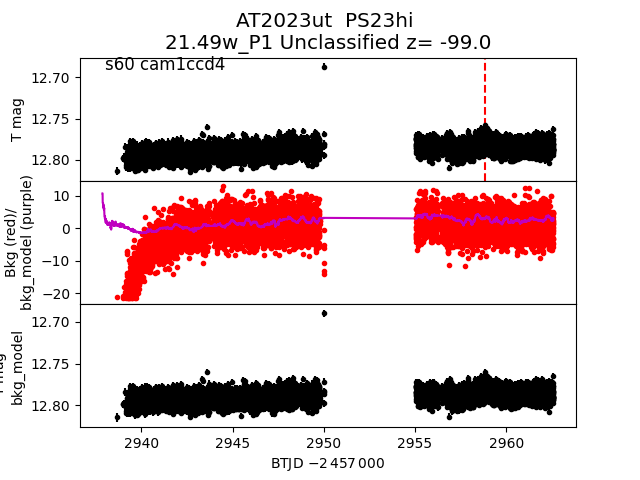 AT2023ut PS23hi
21.49w_P1 Unclassified z= -99.0
s60 cam1ccd4
T mag
12.70
12.75
12.80
Bkg (red)/
bkg_model (purple)
10
0
−10
−20
bkg_model
12.70
12.75
12.80
2940
2945
2950
2955
2960
BTJD −2 457 000